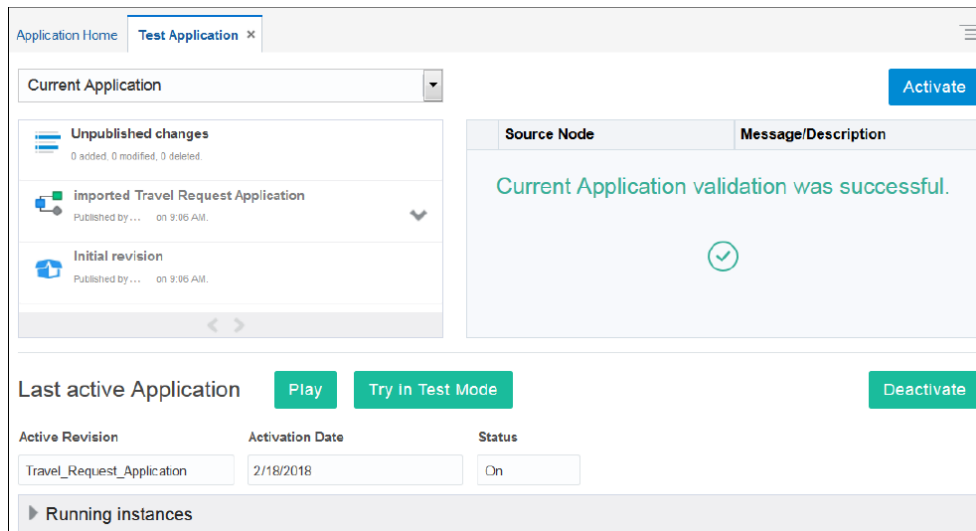 Application Home
Test Application ×
Current Application
Activate
Unpublished changes
0 added, 0 modified, 0 deleted.
imported Travel Request Application
Published by... on 9:06 AM.
Initial revision
Published by... on 9:06 AM.
Source Node
Message/Description
Current Application validation was successful.
Last active Application
Play
Try in Test Mode
Deactivate
Active Revision
Activation Date
Status
Travel_Request_Application
2/18/2018
On
Running instances